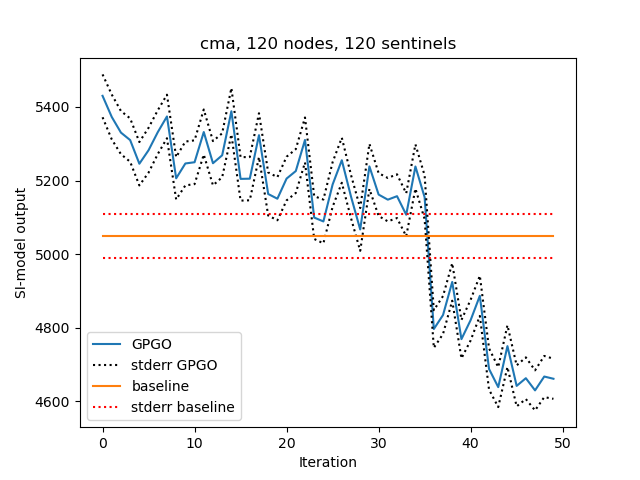 cma, 120 nodes, 120 sentinels
SI-model output
5400
5200
5000
4800
4600
GPGO
stderr GPGO
baseline
stderr baseline
0 10 20 30 40 50
Iteration